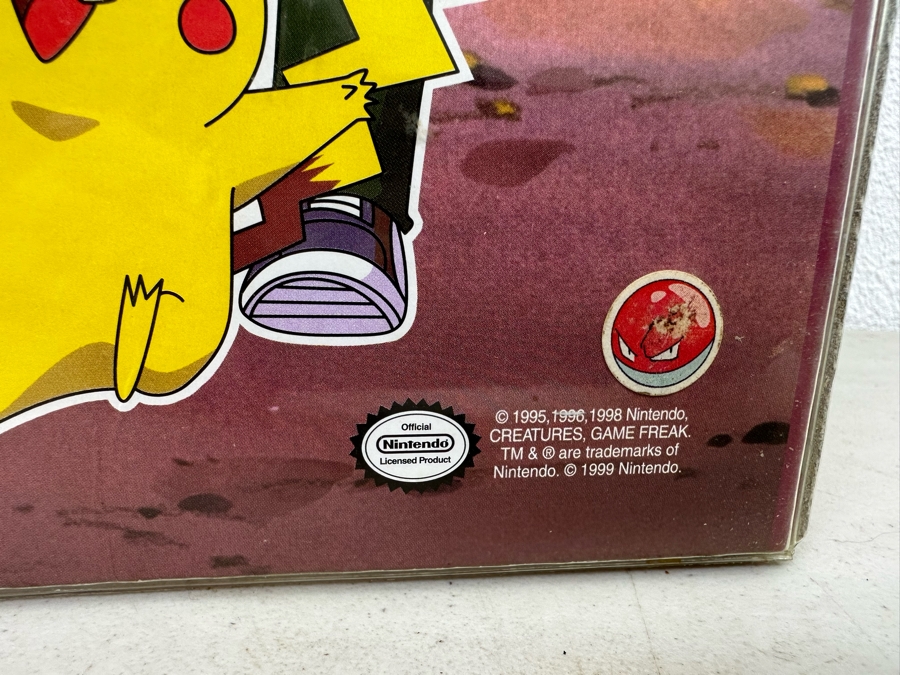 Official
Nintendo®
Licensed Product
© 1995,1996,1998 Nintendo,
CREATURES, GAME FREAK.
TM & ® are trademarks of
Nintendo. © 1999 Nintendo.